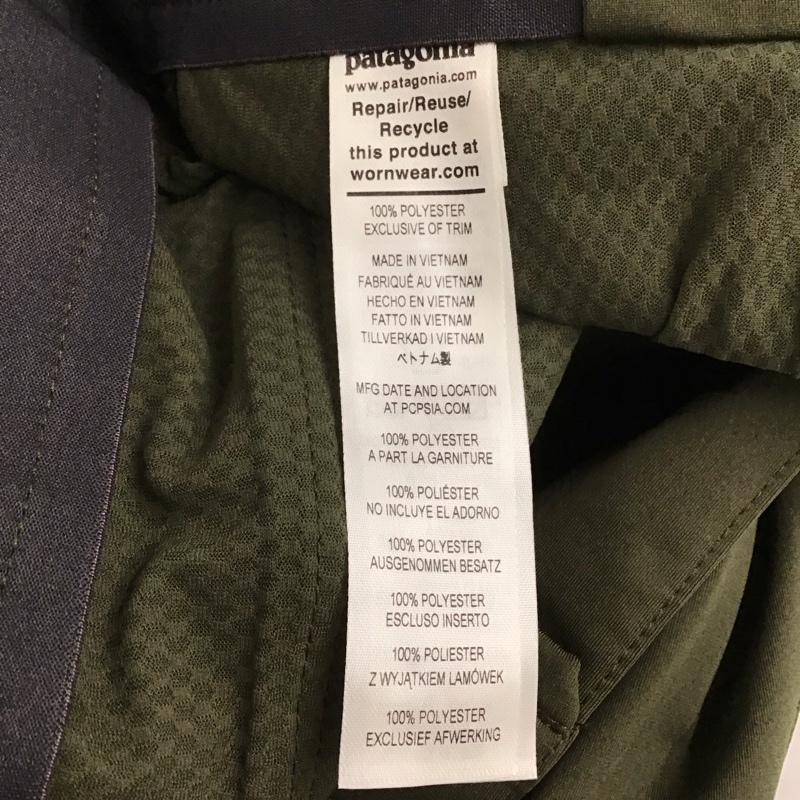 patagonia
www.patagonia.com
Repair/Reuse/
Recycle
this product at
wornwear.com
100% POLYESTER
EXCLUSIVE OF TRIM
MADE IN VIETNAM
FABRIQUÉ AU VIETNAM
HECHO EN VIETNAM
FATTO IN VIETNAM
TILLVERKAD I VIETNAM
ベトナム製
MFG DATE AND LOCATION
AT PCPSIA.COM
100% POLYESTER
A PART LA GARNITURE
100% POLIÉSTER
NO INCLUYE EL ADORNO
100% POLYESTER
AUSGENOMMEN BESATZ
100% POLYESTER
ESCLUSO INSERTO
100% POLIESTER
Z WYJĄTKIEM LAMÓWEK
100% POLYESTER
EXCLUSIEF AFWERKING